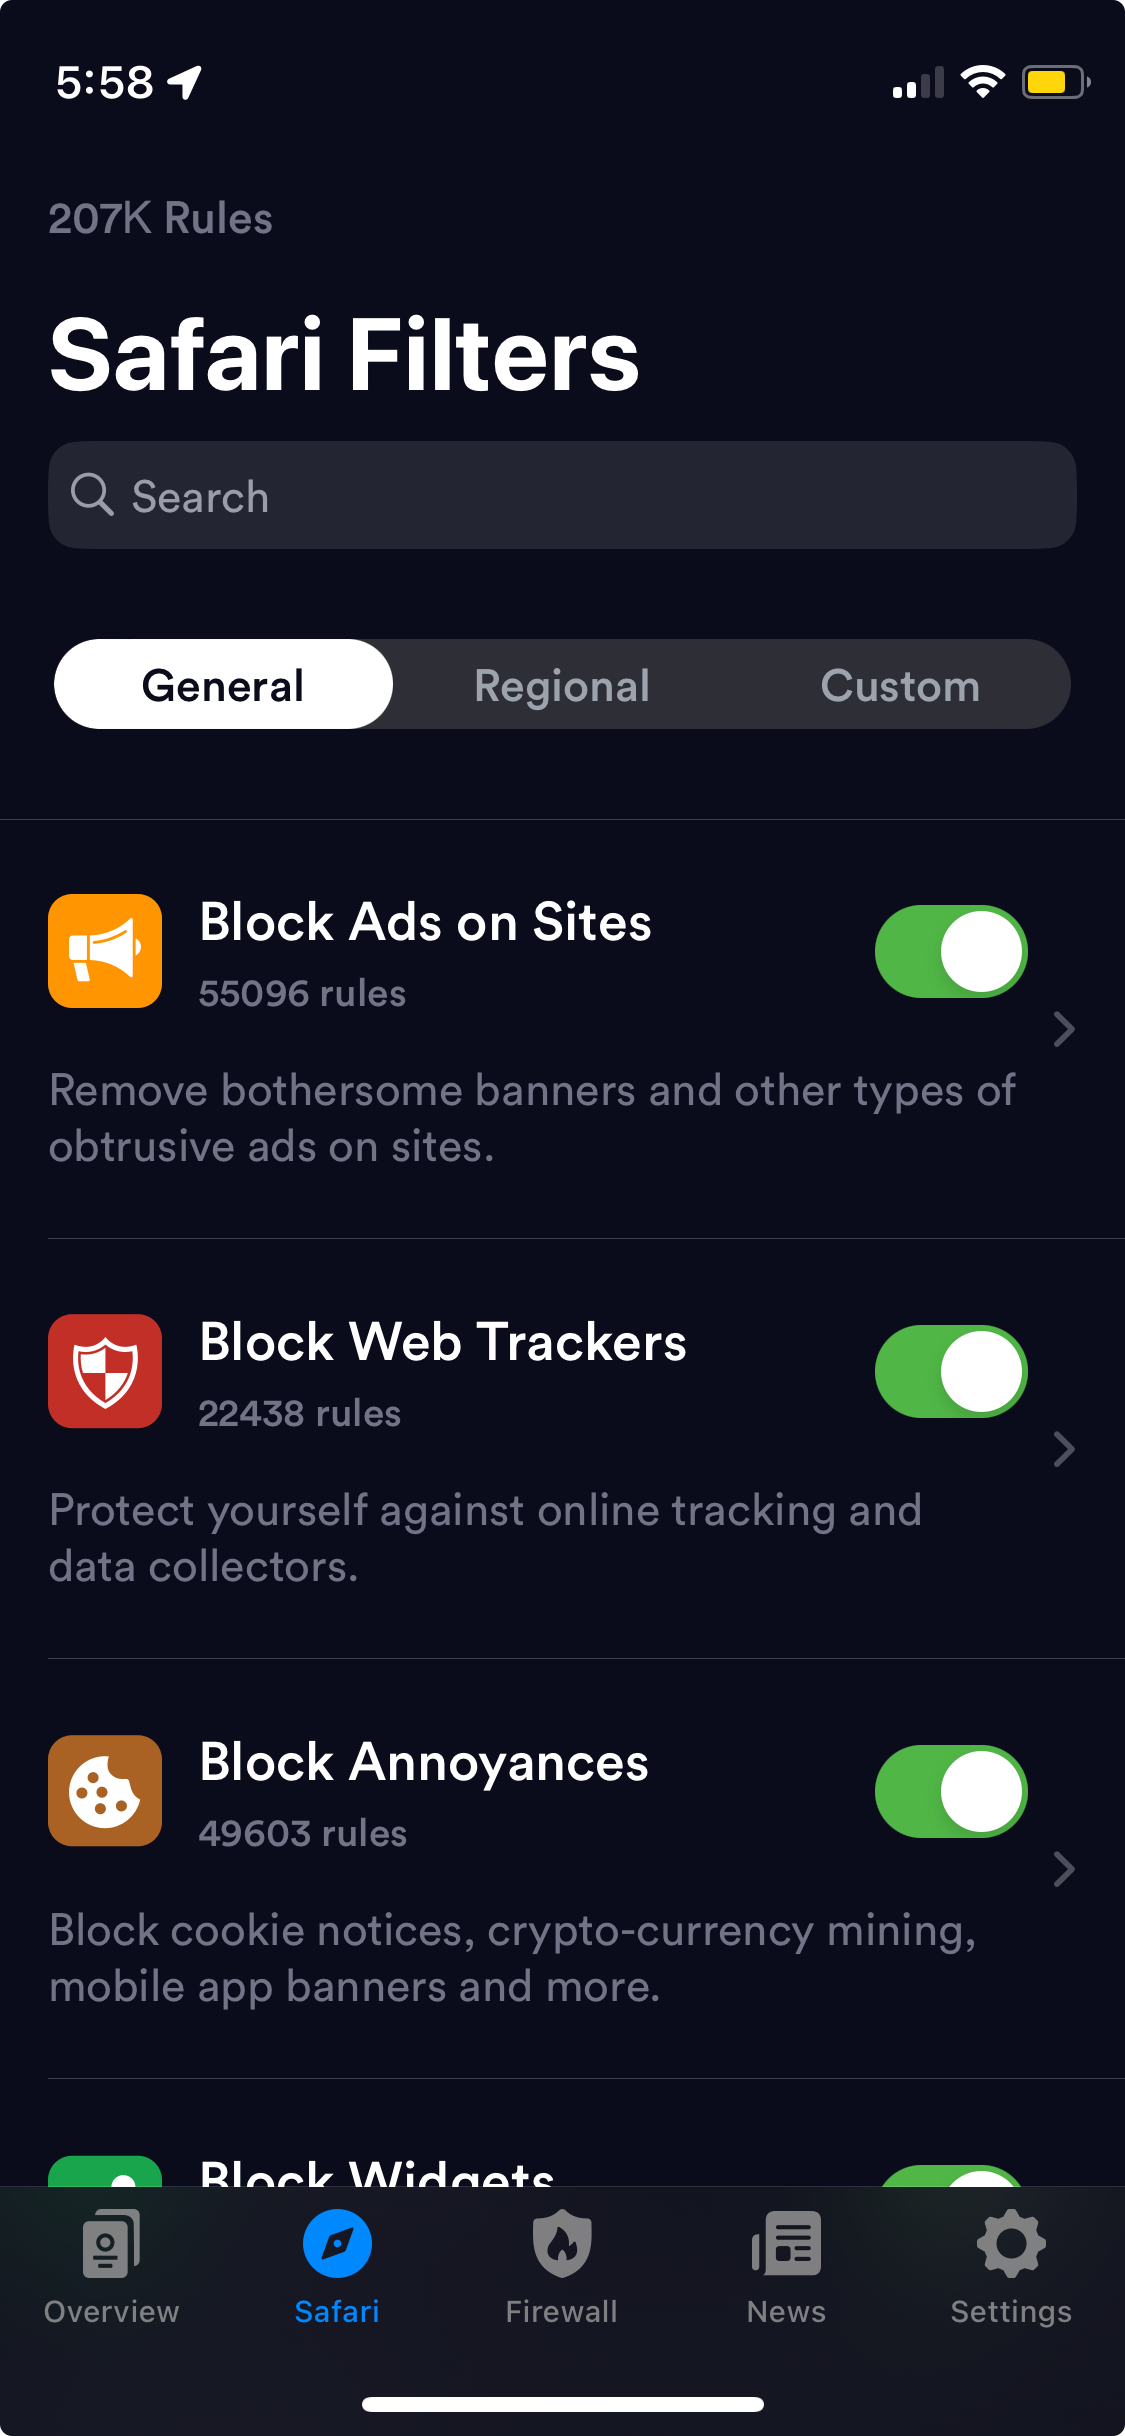 5:58
207K Rules
Safari Filters
Search
General Regional Custom
Block Ads on Sites
55096 rules
Remove bothersome banners and other types of
obtrusive ads on sites.
Block Web Trackers
22438 rules
Protect yourself against online tracking and
data collectors.
Block Annoyances
49603 rules
Block cookie notices, crypto-currency mining,
mobile app banners and more.
Block Widgets
Overview Safari Firewall News Settings